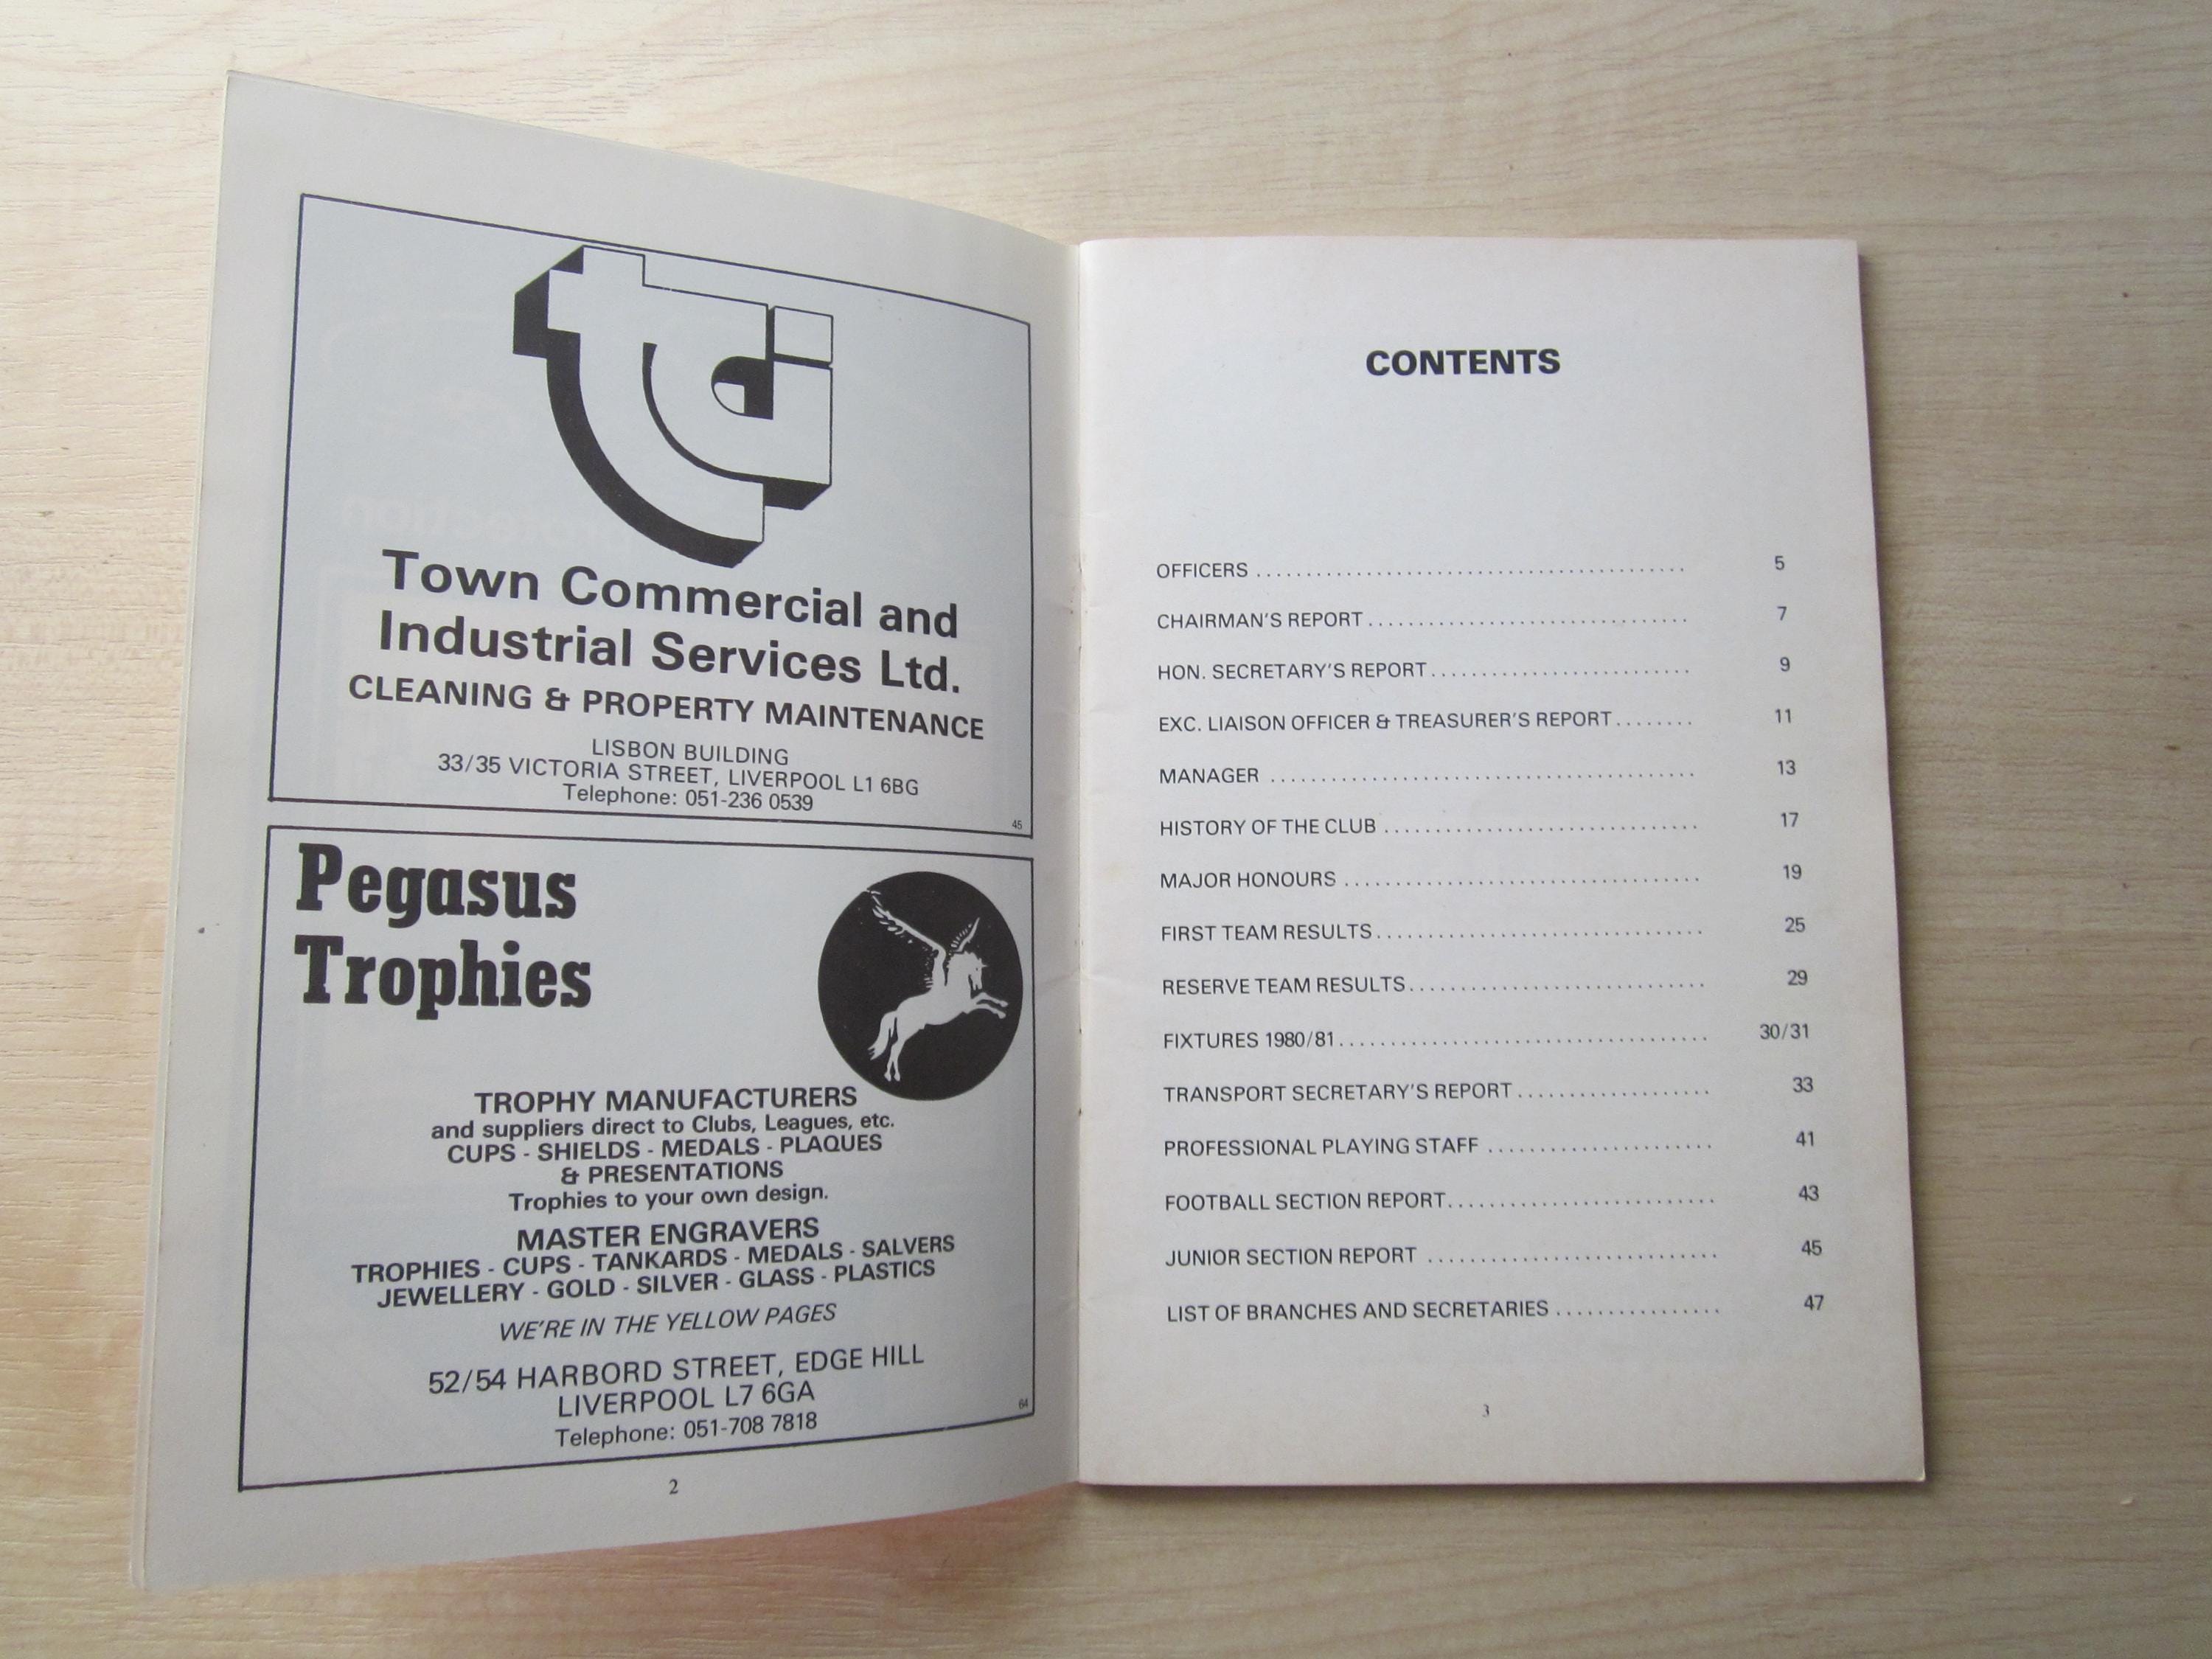 tci
Town Commercial and
Industrial Services Ltd.
CLEANING & PROPERTY MAINTENANCE
LISBON BUILDING
33/35 VICTORIA STREET, LIVERPOOL L1 6BG
Telephone: 051-236 0539
45
Pegasus
Trophies
TROPHY MANUFACTURERS
and suppliers direct to Clubs, Leagues, etc.
CUPS - SHIELDS - MEDALS - PLAQUES
& PRESENTATIONS
Trophies to your own design.
MASTER ENGRAVERS
TROPHIES - CUPS - TANKARDS - MEDALS - SALVERS
JEWELLERY - GOLD - SILVER - GLASS - PLASTICS
WE'RE IN THE YELLOW PAGES
52/54 HARBORD STREET, EDGE HILL
LIVERPOOL L7 6GA
Telephone: 051-708 7818
64
2
CONTENTS
OFFICERS .......................................... 5
CHAIRMAN'S REPORT ................................ 7
HON. SECRETARY'S REPORT .......................... 9
EXC. LIAISON OFFICER & TREASURER'S REPORT ........ 11
MANAGER .......................................... 13
HISTORY OF THE CLUB ............................... 17
MAJOR HONOURS ................................... 19
FIRST TEAM RESULTS ................................ 25
RESERVE TEAM RESULTS ............................. 29
FIXTURES 1980/81 .................................... 30/31
TRANSPORT SECRETARY'S REPORT ................... 33
PROFESSIONAL PLAYING STAFF ...................... 41
FOOTBALL SECTION REPORT .......................... 43
JUNIOR SECTION REPORT ............................ 45
LIST OF BRANCHES AND SECRETARIES ................ 47
3